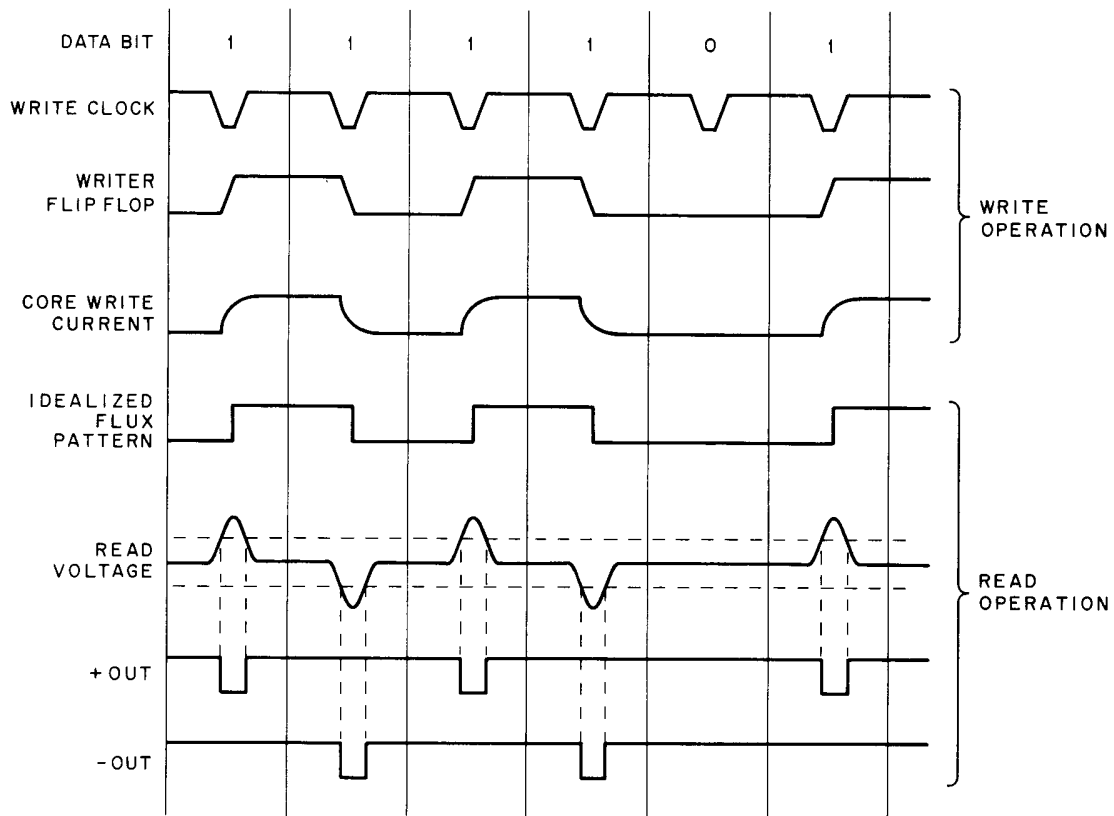 DATA BIT 1 1 1 1 0 1
WRITE CLOCK
WRITER
FLIP FLOP
WRITE
OPERATION
CORE WRITE
CURRENT
IDEALIZED
FLUX
PATTERN
READ
VOLTAGE
READ
OPERATION
+ OUT
- OUT